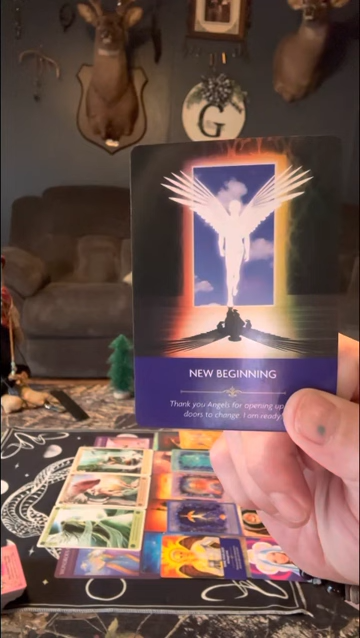 G
NEW BEGINNING
Thank you Angels for opening up
doors to change. I am ready